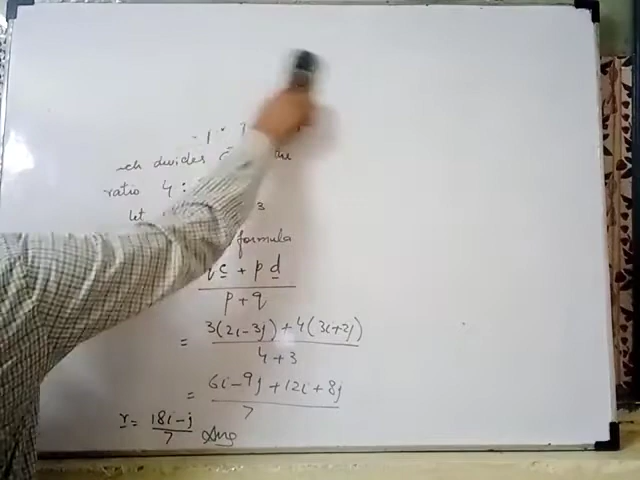 divides
ratio 4 :
let 3
formula
q c + p d
p + q
= 3(2i-3j)+4(3i+2j)
4+3
= 6i-9j+12i+8j
7
r = 18i-j
7 Ans